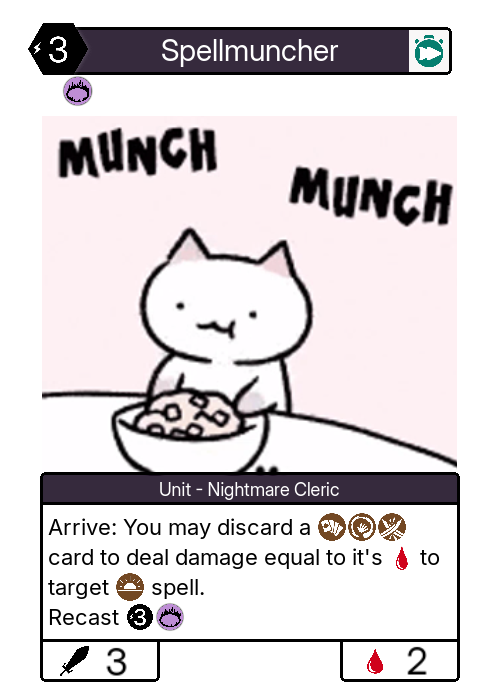 3
Spellmuncher
MUNCH
MUNCH
Unit - Nightmare Cleric
Arrive: You may discard a
card to deal damage equal to it's to
target spell.
Recast 3
3
2